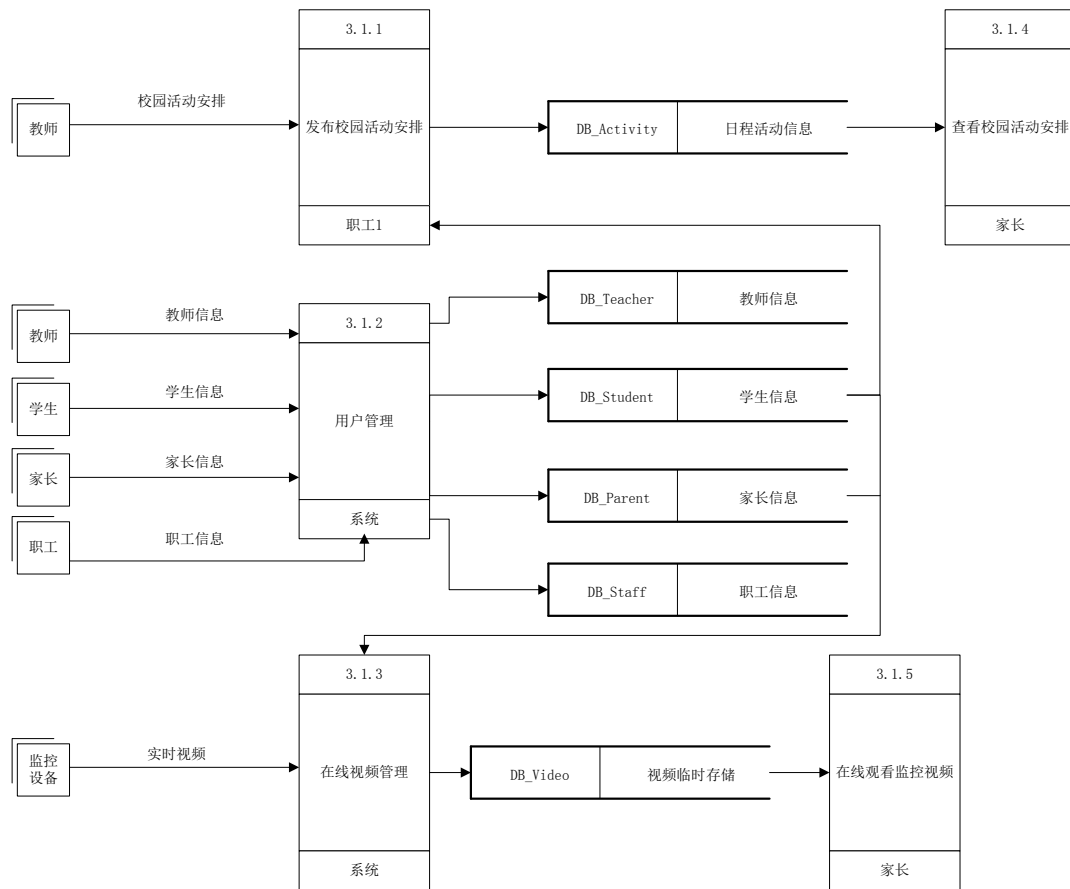 3.1.1
3.1.4
教师
校园活动安排
发布校园活动安排
DB_Activity
日程活动信息
查看校园活动安排
职工1
家长
教师
教师信息
3.1.2
DB_Teacher
教师信息
学生
学生信息
用户管理
DB_Student
学生信息
家长
家长信息
DB_Parent
家长信息
职工
职工信息
系统
DB_Staff
职工信息
3.1.3
3.1.5
监控
设备
实时视频
在线视频管理
DB_Video
视频临时存储
在线观看监控视频
系统
家长